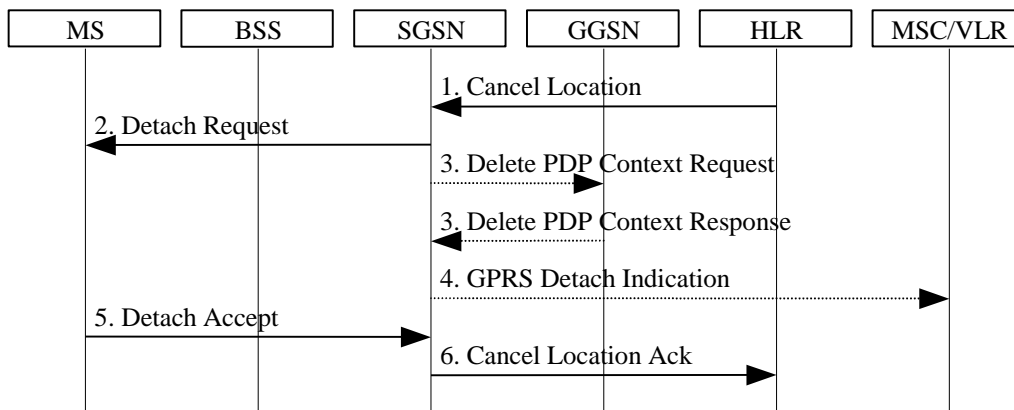 MS BSS SGSN GGSN HLR MSC/VLR
1. Cancel Location
2. Detach Request
3. Delete PDP Context Request
3. Delete PDP Context Response
4. GPRS Detach Indication
5. Detach Accept
6. Cancel Location Ack